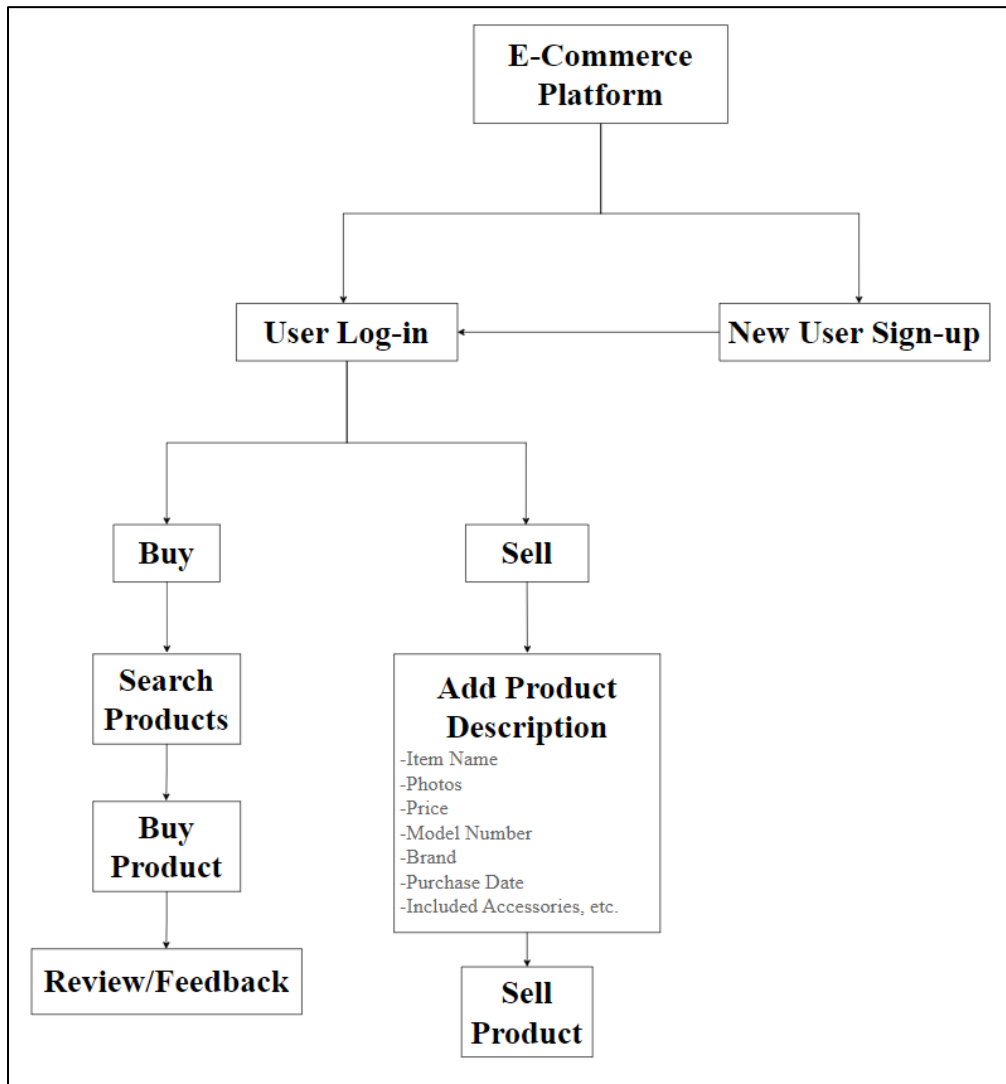 E-Commerce
Platform
User Log-in
New User Sign-up
Buy
Sell
Search
Products
Add Product
Description
-Item Name
-Photos
-Price
-Model Number
-Brand
-Purchase Date
-Included Accessories, etc.
Buy
Product
Review/Feedback
Sell
Product